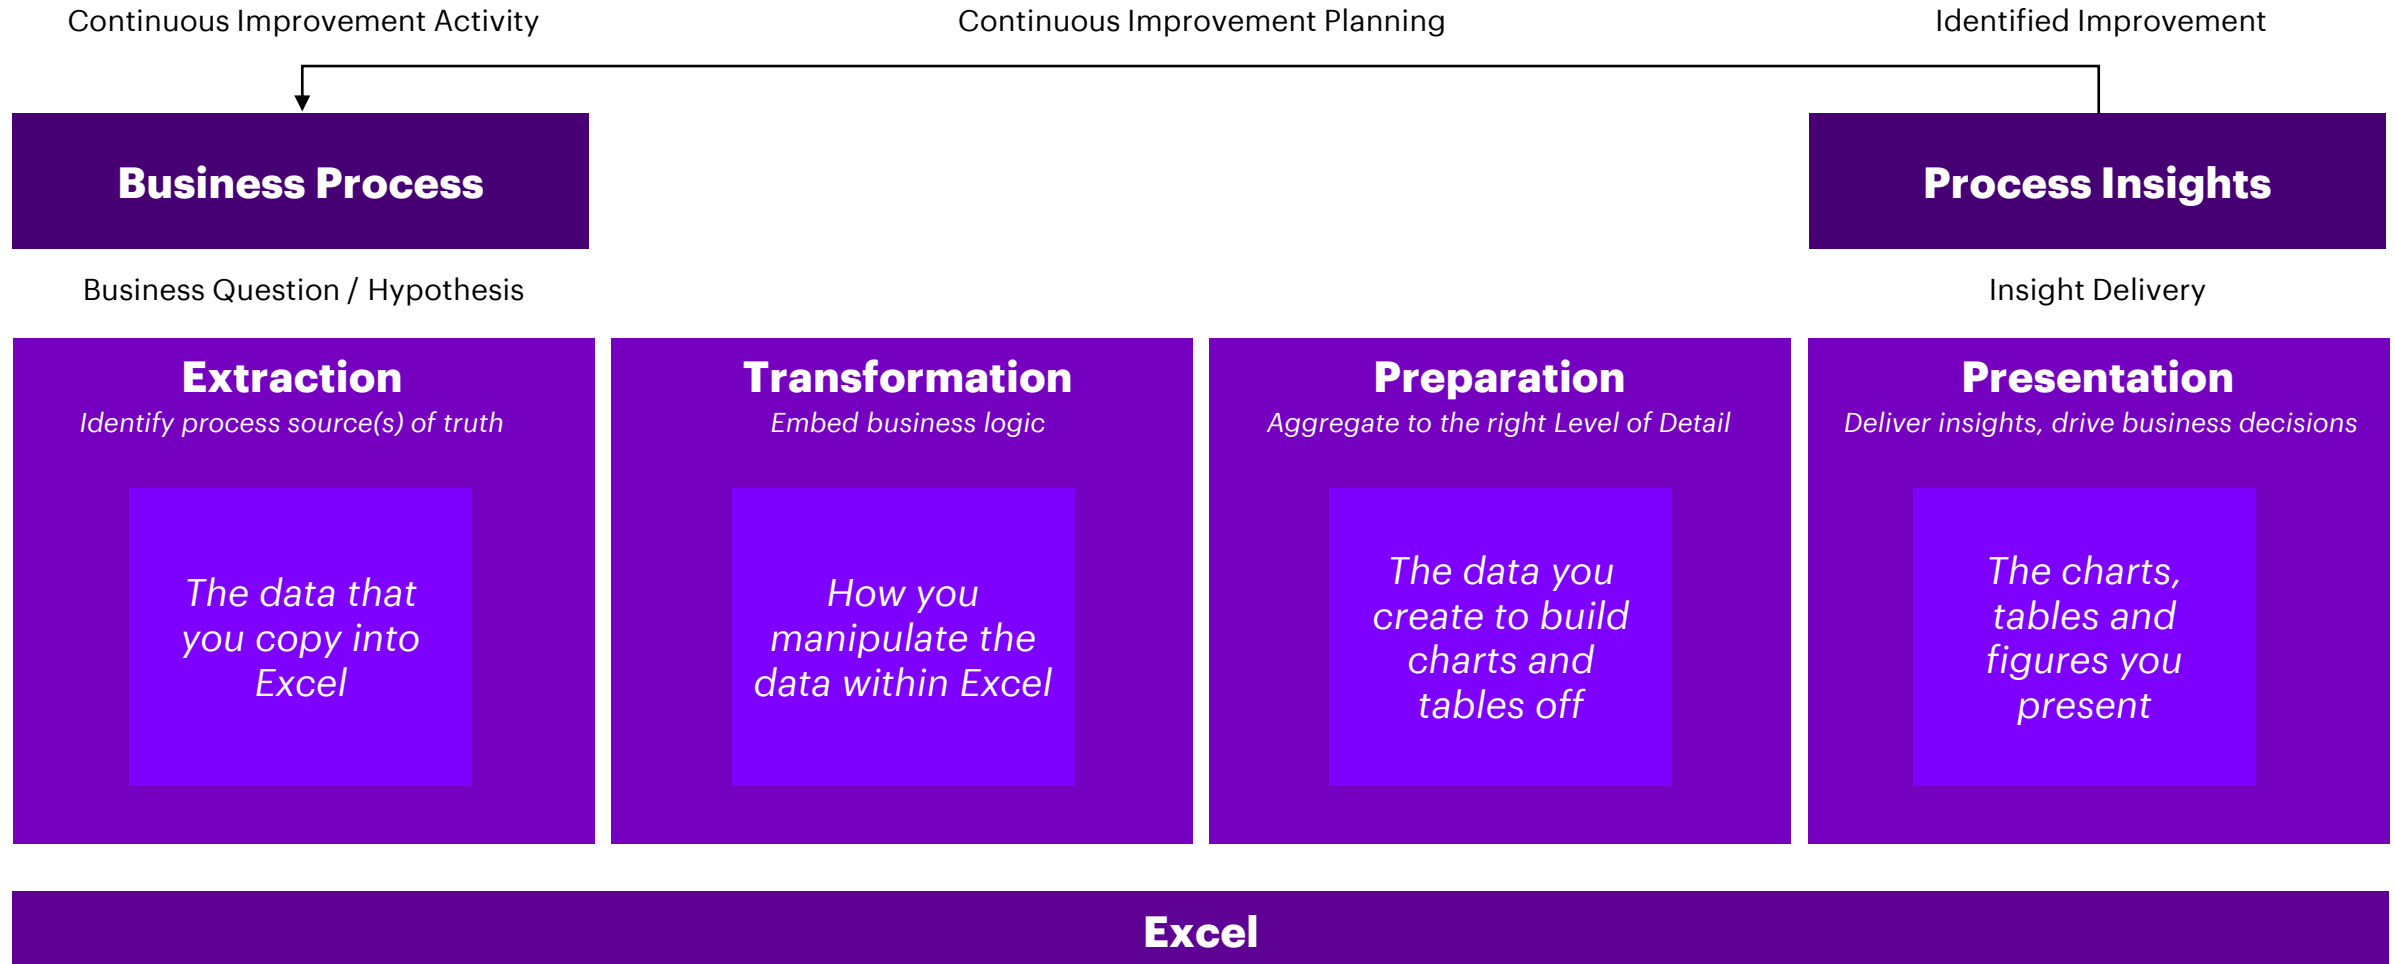 Continuous Improvement Activity
Continuous Improvement Planning
Identified Improvement
Business Process
Process Insights
Business Question / Hypothesis
Insight Delivery
Extraction
Identify process source(s) of truth
The data that
you copy into
Excel
Transformation
Embed business logic
How you
manipulate the
data within Excel
Preparation
Aggregate to the right Level of Detail
The data you
create to build
charts and
tables off
Presentation
Deliver insights, drive business decisions
The charts,
tables and
figures you
present
Excel